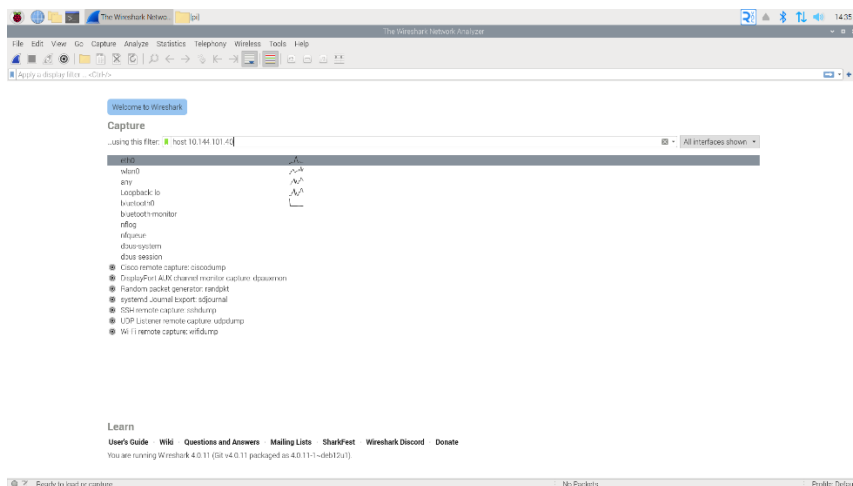 The Wireshark Netwo...
[pi]
14:35
The Wireshark Network Analyzer
File Edit View Go Capture Analyze Statistics Telephony Wireless Tools Help
Apply a display filter ... <Ctrl-/>
Welcome to Wireshark
Capture
...using this filter: host 10.144.101.40
All interfaces shown
eth0
wlan0
any
Loopback: lo
bluetooth0
bluetooth-monitor
nflog
nfqueue
dbus-system
dbus-session
Cisco remote capture: ciscodump
DisplayPort AUX channel monitor capture: dpauxmon
Random packet generator: randpkt
systemd Journal Export: sdjournal
SSH remote capture: sshdump
UDP Listener remote capture: udpdump
Wi-Fi remote capture: wifidump
Learn
User's Guide · Wiki · Questions and Answers · Mailing Lists · SharkFest · Wireshark Discord · Donate
You are running Wireshark 4.0.11 (Git v4.0.11 packaged as 4.0.11-1~deb12u1).
Ready to load or capture
No Packets
Profile: Defau